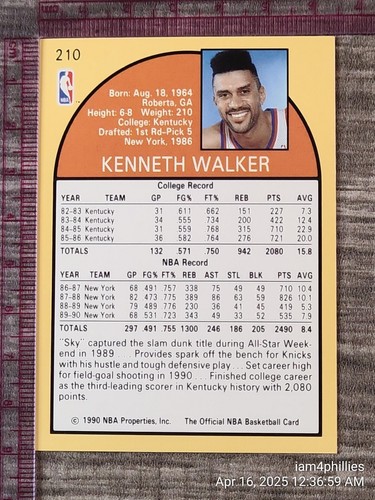 210
NBA
Born: Aug. 18, 1964
Roberta, GA
Height: 6-8 Weight: 210
College: Kentucky
Drafted: 1st Rd-Pick 5
New York, 1986
KENNETH WALKER
College Record
YEAR TEAM GP FG% FT% REB PTS AVG
82-83 Kentucky 31 611 662 151 227 7.3
83-84 Kentucky 34 555 734 200 422 12.4
84-85 Kentucky 31 559 768 315 710 22.9
85-86 Kentucky 36 582 764 276 721 20.0
TOTALS 132 571 750 942 2080 15.8
NBA Record
YEAR TEAM GP FG% FT% REB AST STL BLK PTS AVG
86-87 New York 68 491 757 338 75 49 49 710 10.4
87-88 New York 82 473 775 389 86 63 59 826 10.1
88-89 New York 79 489 776 230 36 41 45 419 5.3
89-90 New York 68 531 723 343 49 33 52 535 7.9
TOTALS 297 491 755 1300 246 186 205 2490 8.4
"Sky" captured the slam dunk title during All-Star Week-
end in 1989 . . . Provides spark off the bench for Knicks
with his hustle and tough defensive play . . . Set career high
for field-goal shooting in 1990 . . . Finished college career
as the third-leading scorer in Kentucky history with 2,080
points.
© 1990 NBA Properties, Inc. The Official NBA Basketball Card
iam4phillies
Apr 16, 2025 12:36:59 AM